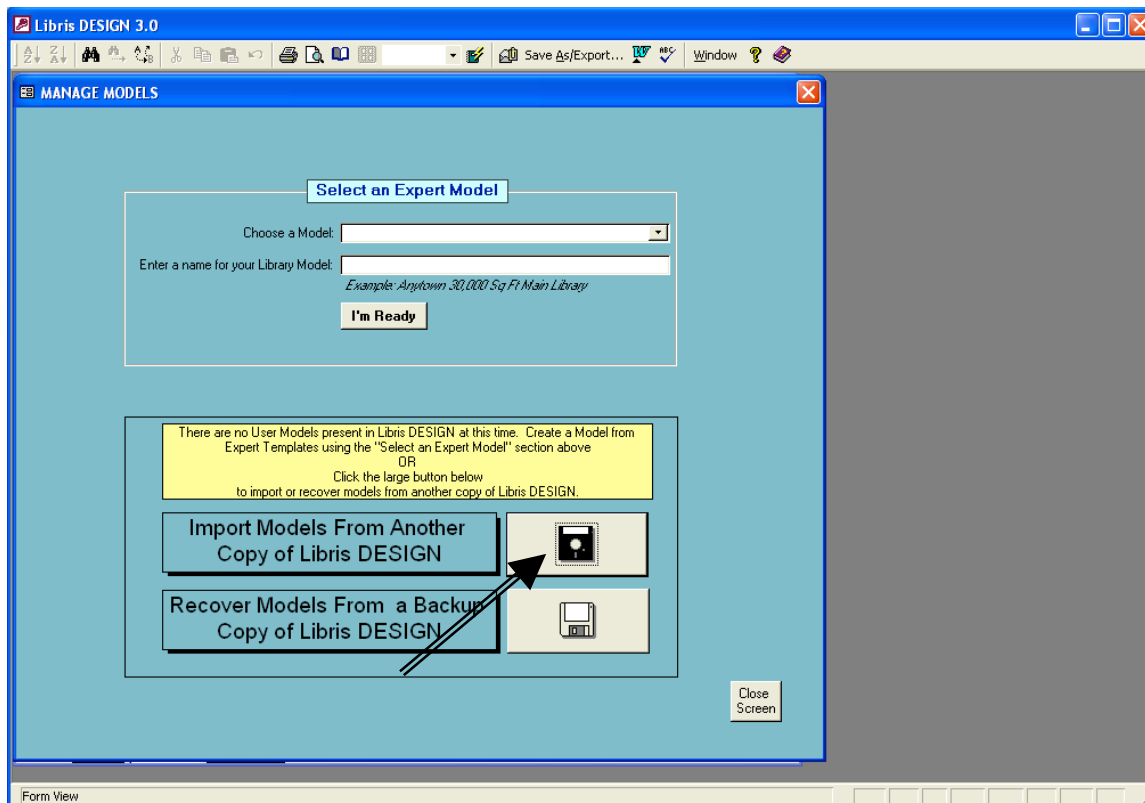 Libris DESIGN 3.0
Save As/Export... Window
MANAGE MODELS
Select an Expert Model
Choose a Model:
Enter a name for your Library Model:
Example: Anytown 30,000 Sq Ft Main Library
I'm Ready
There are no User Models present in Libris DESIGN at this time. Create a Model from
Expert Templates using the "Select an Expert Model" section above
OR
Click the large button below
to import or recover models from another copy of Libris DESIGN.
Import Models From Another
Copy of Libris DESIGN
Recover Models From a Backup
Copy of Libris DESIGN
Close
Screen
Form View